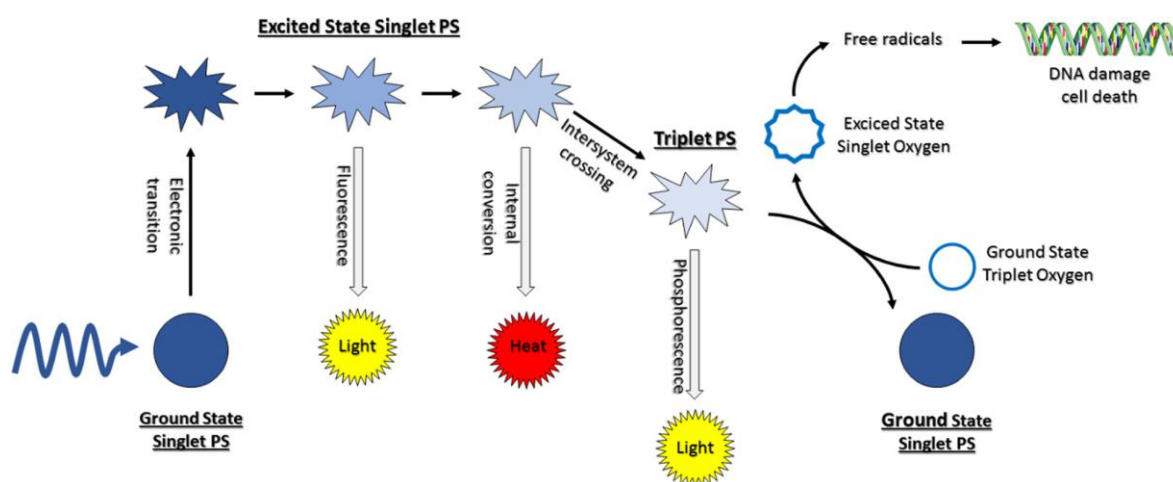 Excited State Singlet PS
Electronic
transition
Fluorescence
Light
Internal
conversion
Heat
Intersystem
crossing
Triplet PS
Phosphorescence
Light
Free radicals
DNA damage
cell death
Exciced State
Singlet Oxygen
Ground State
Triplet Oxygen
Ground State
Singlet PS
Ground State
Singlet PS